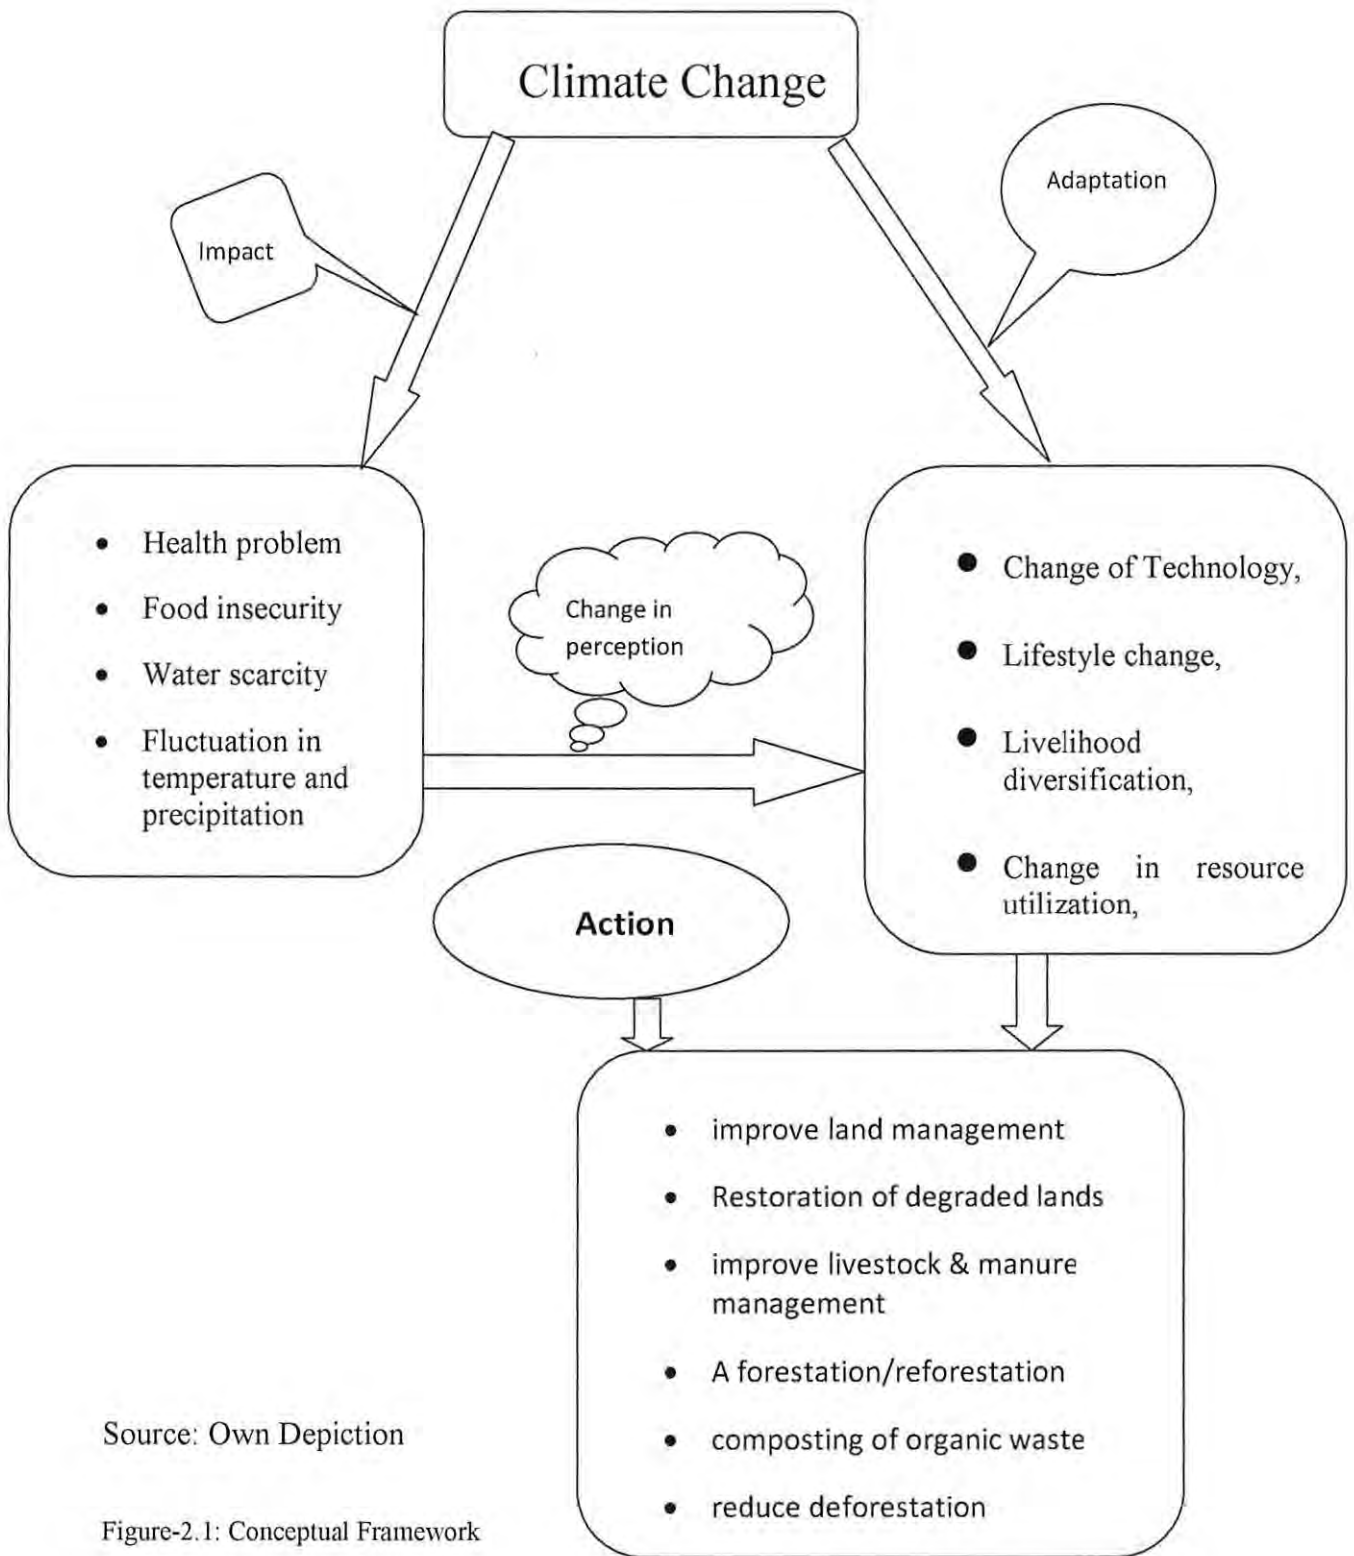 Climate Change
Impact
Adaptation
• Health problem
• Food insecurity
• Water scarcity
• Fluctuation in
temperature and
precipitation
Change in
perception
• Change of Technology,
• Lifestyle change,
• Livelihood
diversification,
• Change in resource
utilization,
Action
• improve land management
• Restoration of degraded lands
• improve livestock & manure
management
• A forestation/reforestation
• composting of organic waste
• reduce deforestation
Source: Own Depiction
Figure-2.1: Conceptual Framework